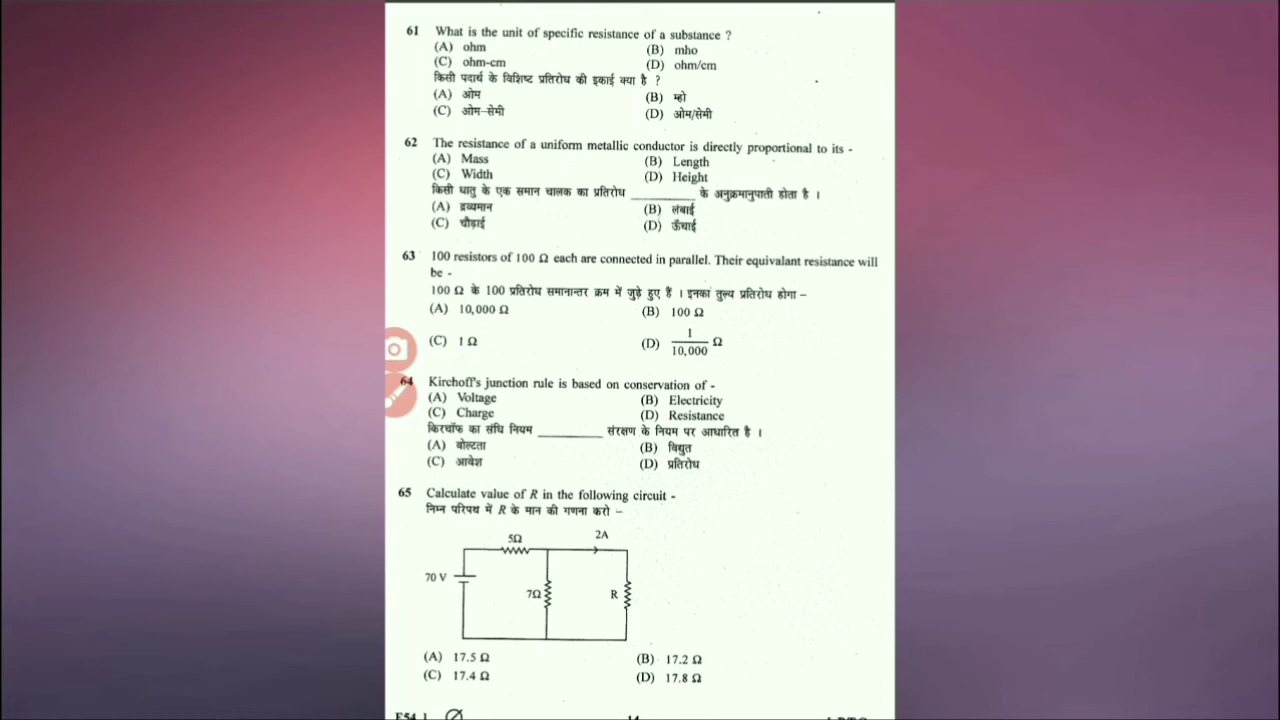 61 What is the unit of specific resistance of a substance ?
(A) ohm (B) mho
(C) ohm-cm (D) ohm/cm
किसी पदार्थ के विशिष्ट प्रतिरोध की इकाई क्या है ?
(A) ओम (B) म्हो
(C) ओम-सेमी (D) ओम/सेमी
62 The resistance of a uniform metallic conductor is directly proportional to its -
(A) Mass (B) Length
(C) Width (D) Height
किसी धातु के एक समान चालक का प्रतिरोध ________ के अनुक्रमानुपाती होता है ।
(A) द्रव्यमान (B) लंबाई
(C) चौड़ाई (D) ऊँचाई
63 100 resistors of 100 Ω each are connected in parallel. Their equivalant resistance will
be -
100 Ω के 100 प्रतिरोध समानान्तर क्रम में जुड़े हुए हैं । इनका तुल्य प्रतिरोध होगा –
(A) 10,000 Ω (B) 100 Ω
(C) 1 Ω (D) 1/10,000 Ω
64 Kirchoff's junction rule is based on conservation of -
(A) Voltage (B) Electricity
(C) Charge (D) Resistance
किरचॉफ का संधि नियम ________ संरक्षण के नियम पर आधारित है ।
(A) वोल्टता (B) विद्युत
(C) आवेश (D) प्रतिरोध
65 Calculate value of R in the following circuit -
निम्न परिपथ में R के मान की गणना करो –
5Ω 2A
70 V
7Ω R
(A) 17.5 Ω (B) 17.2 Ω
(C) 17.4 Ω (D) 17.8 Ω